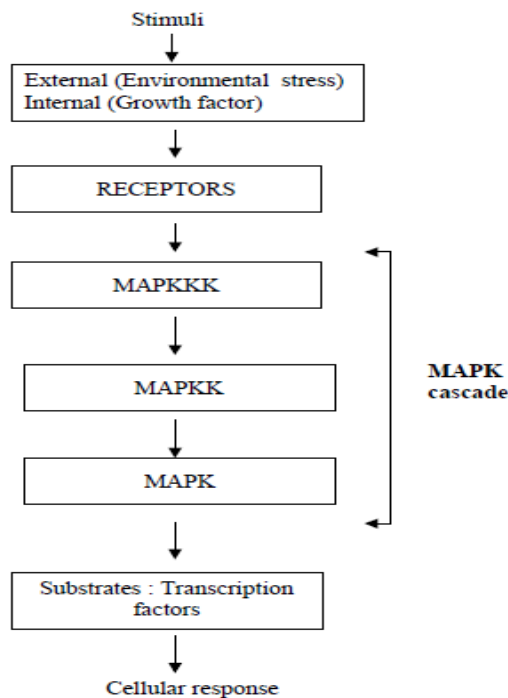 Stimuli
External (Environmental stress)
Internal (Growth factor)
RECEPTORS
MAPKKK
MAPKK
MAPK
MAPK
cascade
Substrates : Transcription
factors
Cellular response